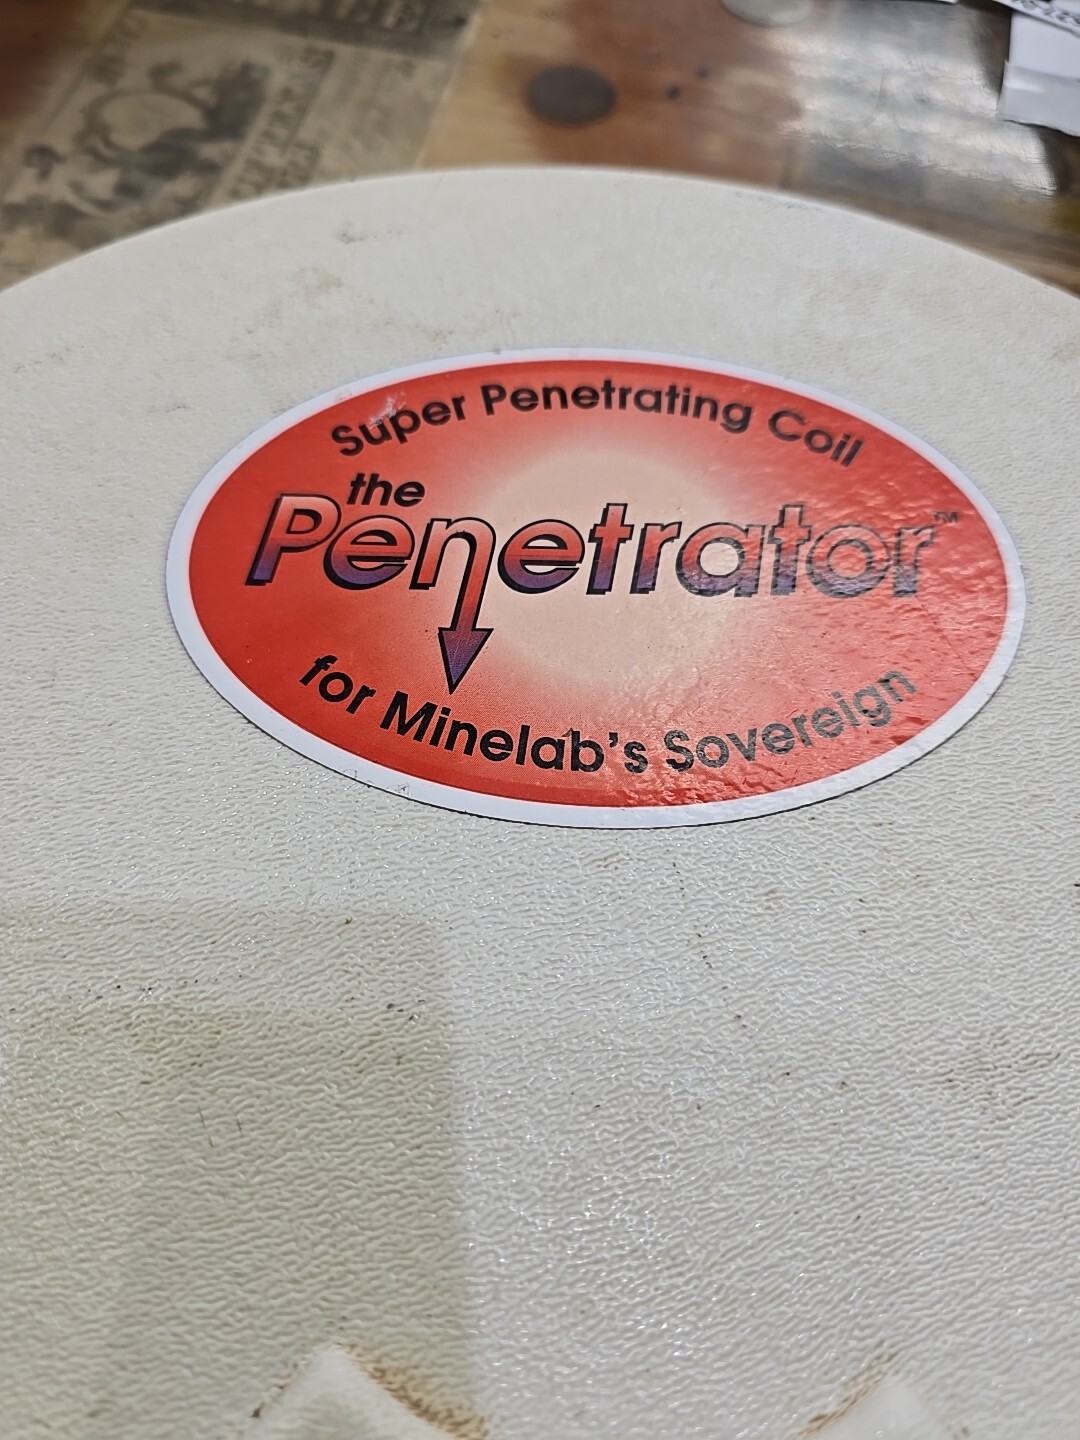 Super Penetrating Coil
the
Penetrator™
for Minelab's Sovereign